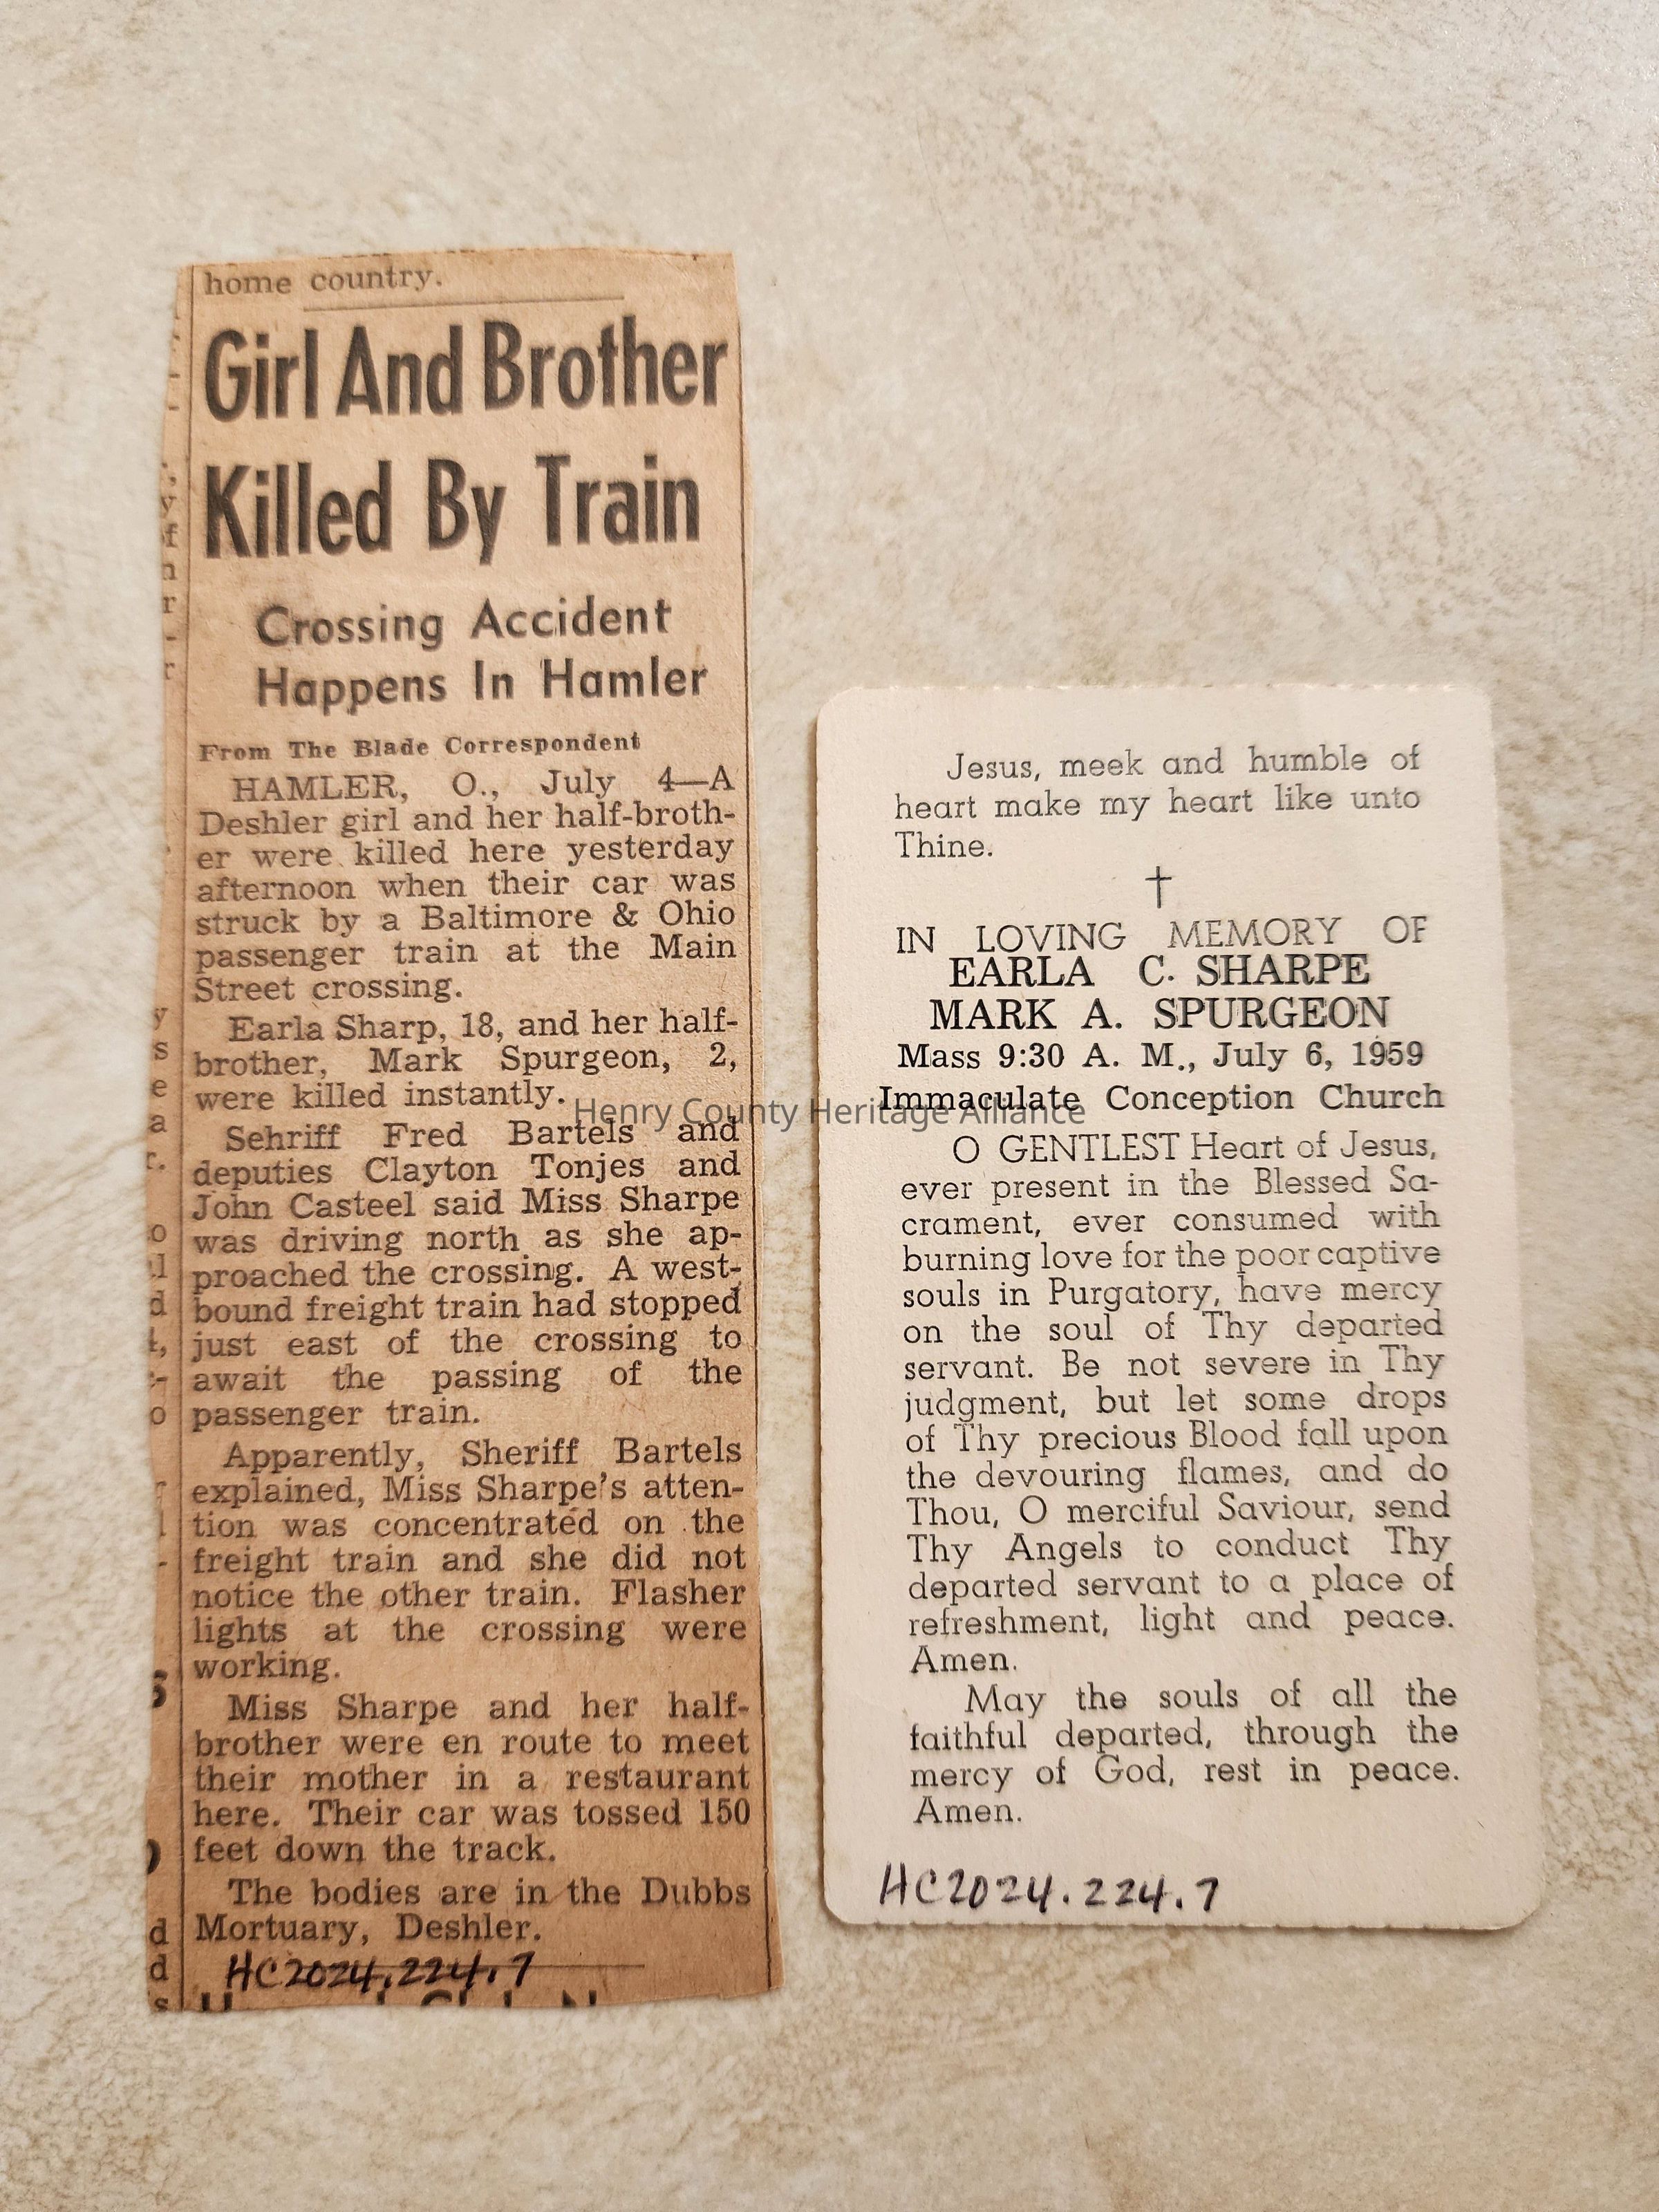 home country.
Girl And Brother
Killed By Train
Crossing Accident
Happens In Hamler
From The Blade Correspondent
HAMLER, O., July 4—A
Deshler girl and her half-broth-
er were killed here yesterday
afternoon when their car was
struck by a Baltimore & Ohio
passenger train at the Main
Street crossing.
Earla Sharp, 18, and her half-
brother, Mark Spurgeon, 2,
were killed instantly.
Sehriff Fred Bartels and
deputies Clayton Tonjes and
John Casteel said Miss Sharpe
was driving north as she ap-
proached the crossing. A west-
bound freight train had stopped
just east of the crossing to
await the passing of the
passenger train.
Apparently, Sheriff Bartels
explained, Miss Sharpe's atten-
tion was concentrated on the
freight train and she did not
notice the other train. Flasher
lights at the crossing were
working.
Miss Sharpe and her half-
brother were en route to meet
their mother in a restaurant
here. Their car was tossed 150
feet down the track.
The bodies are in the Dubbs
Mortuary, Deshler.
HC2024.224.7
Jesus, meek and humble of
heart make my heart like unto
Thine.
IN LOVING MEMORY OF
EARLA C. SHARPE
MARK A. SPURGEON
Mass 9:30 A. M., July 6, 1959
Immaculate Conception Church
O GENTLEST Heart of Jesus,
ever present in the Blessed Sa-
crament, ever consumed with
burning love for the poor captive
souls in Purgatory, have mercy
on the soul of Thy departed
servant. Be not severe in Thy
judgment, but let some drops
of Thy precious Blood fall upon
the devouring flames, and do
Thou, O merciful Saviour, send
Thy Angels to conduct Thy
departed servant to a place of
refreshment, light and peace.
Amen.
May the souls of all the
faithful departed, through the
mercy of God, rest in peace.
Amen.
HC2024.224.7
Henry County Heritage Alliance